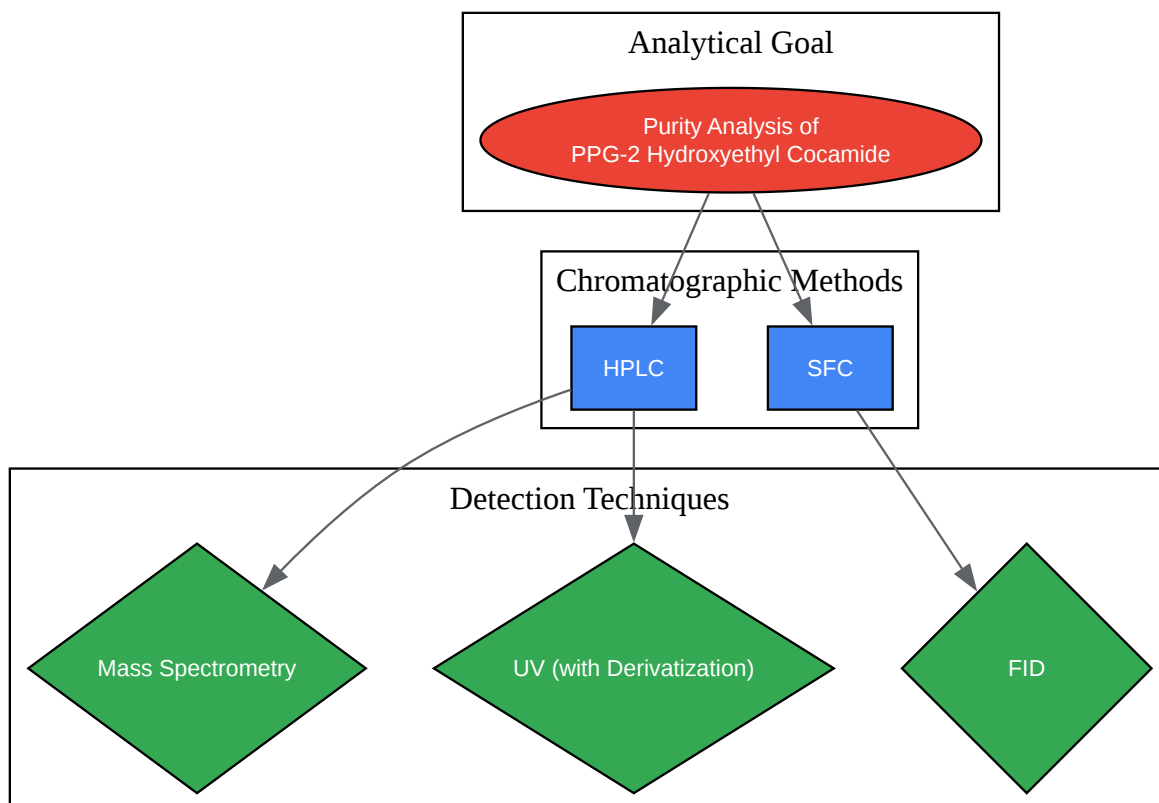 Analytical Goal
Purity Analysis of
PPG-2 Hydroxyethyl Cocamide
Chromatographic Methods
HPLC
SFC
Detection Techniques
Mass Spectrometry
UV (with Derivatization)
FID